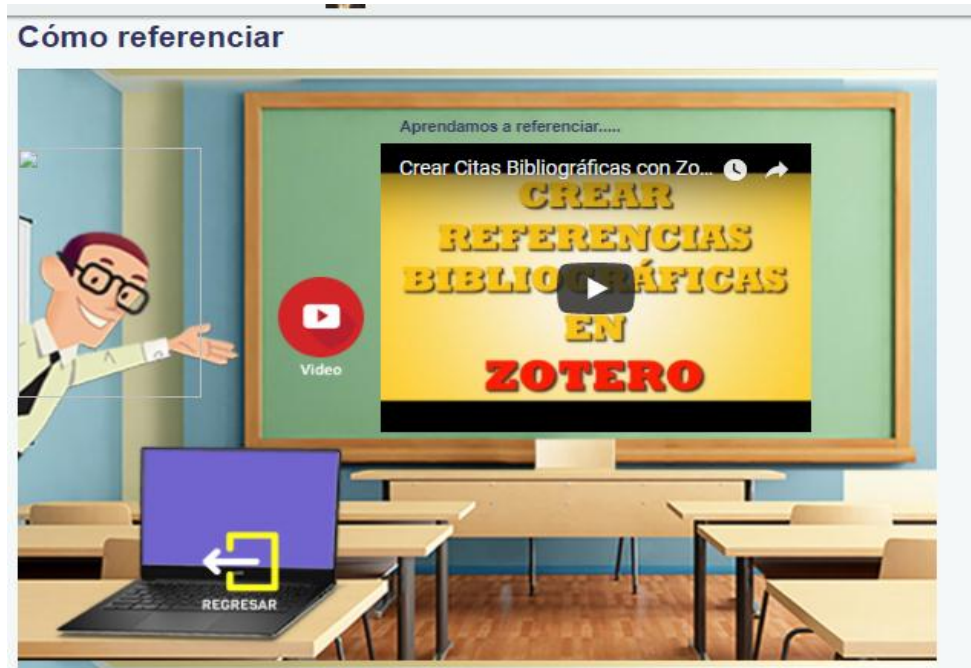 Cómo referenciar
Aprendamos a referenciar.....
Crear Citas Bibliográficas con Zo...
CREAR
REFERENCIAS
BIBLIOGRÁFICAS
EN
ZOTERO
Video
REGRESAR